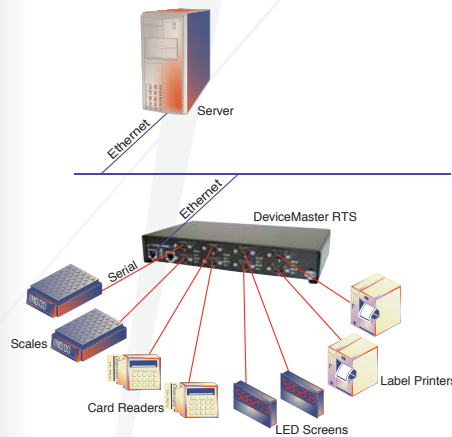 Server
Ethernet
Ethernet
DeviceMaster RTS
Serial
Scales
Card Readers
LED Screens
Label Printers